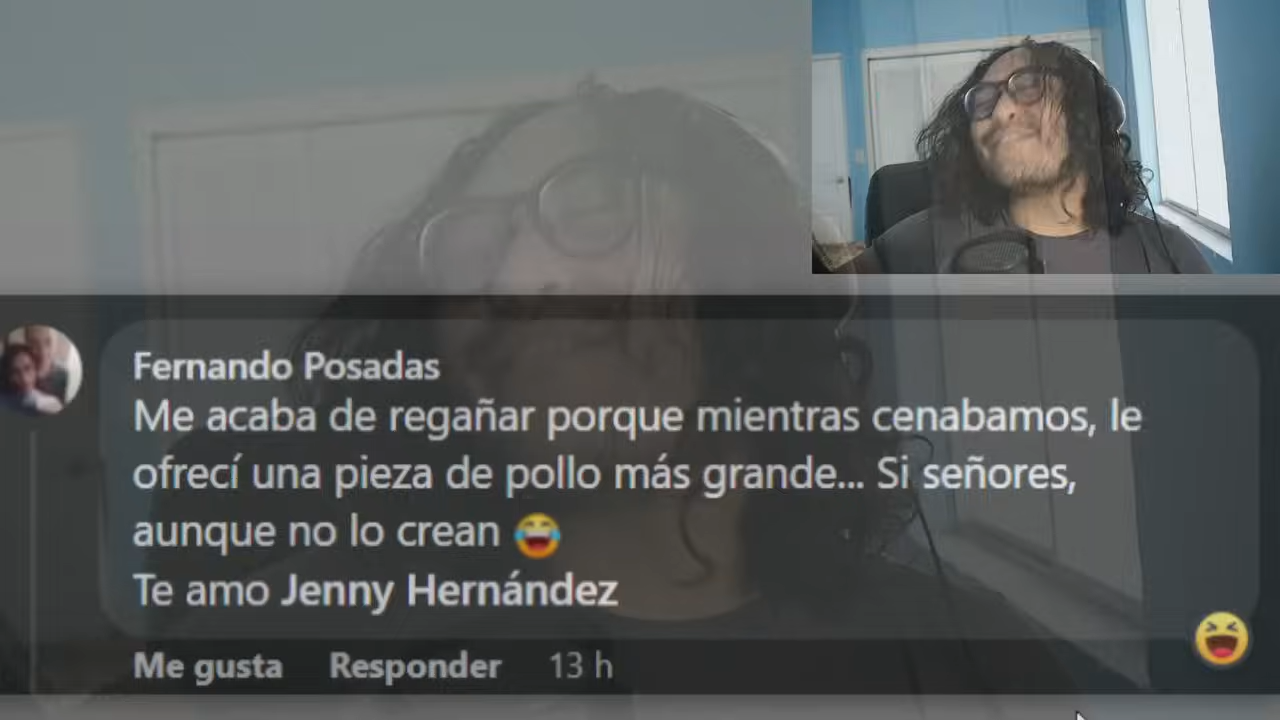 Fernando Posadas
Me acaba de regañar porque mientras cenabamos, le
ofrecí una pieza de pollo más grande... Si señores,
aunque no lo crean 😂
Te amo Jenny Hernández
Me gusta Responder 13 h